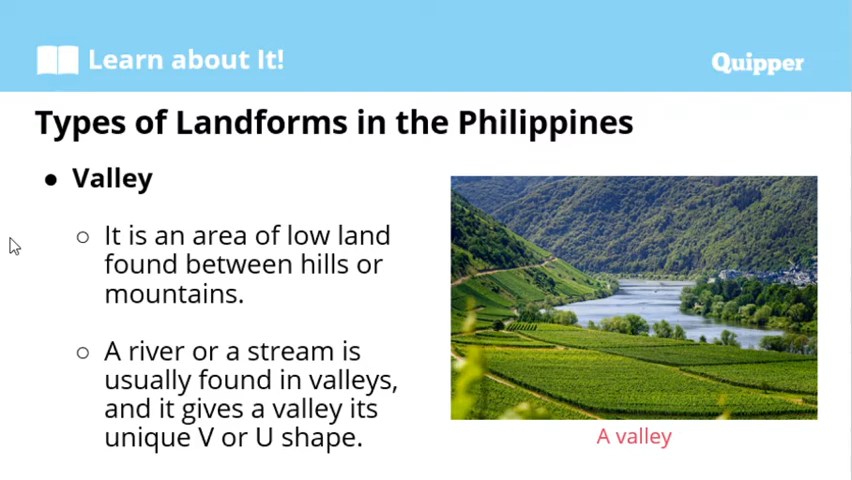 Learn about It!
Quipper
Types of Landforms in the Philippines
● Valley
○ It is an area of low land
found between hills or
mountains.
○ A river or a stream is
usually found in valleys,
and it gives a valley its
unique V or U shape.
A valley